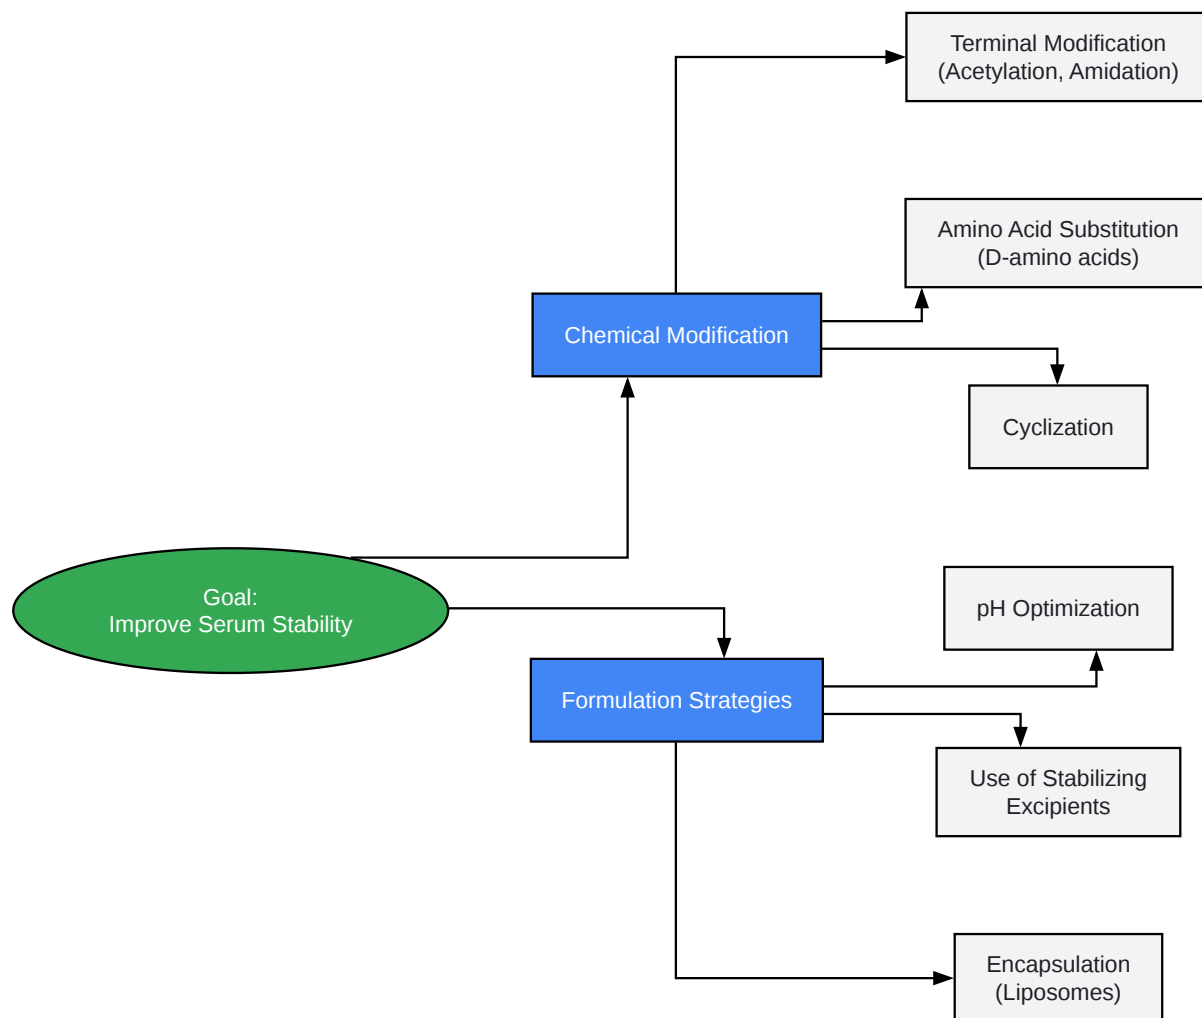 Terminal Modification
(Acetylation, Amidation)
Amino Acid Substitution
(D-amino acids)
Chemical Modification
Cyclization
Goal:
Improve Serum Stability
pH Optimization
Formulation Strategies
Use of Stabilizing
Excipients
Encapsulation
(Liposomes)